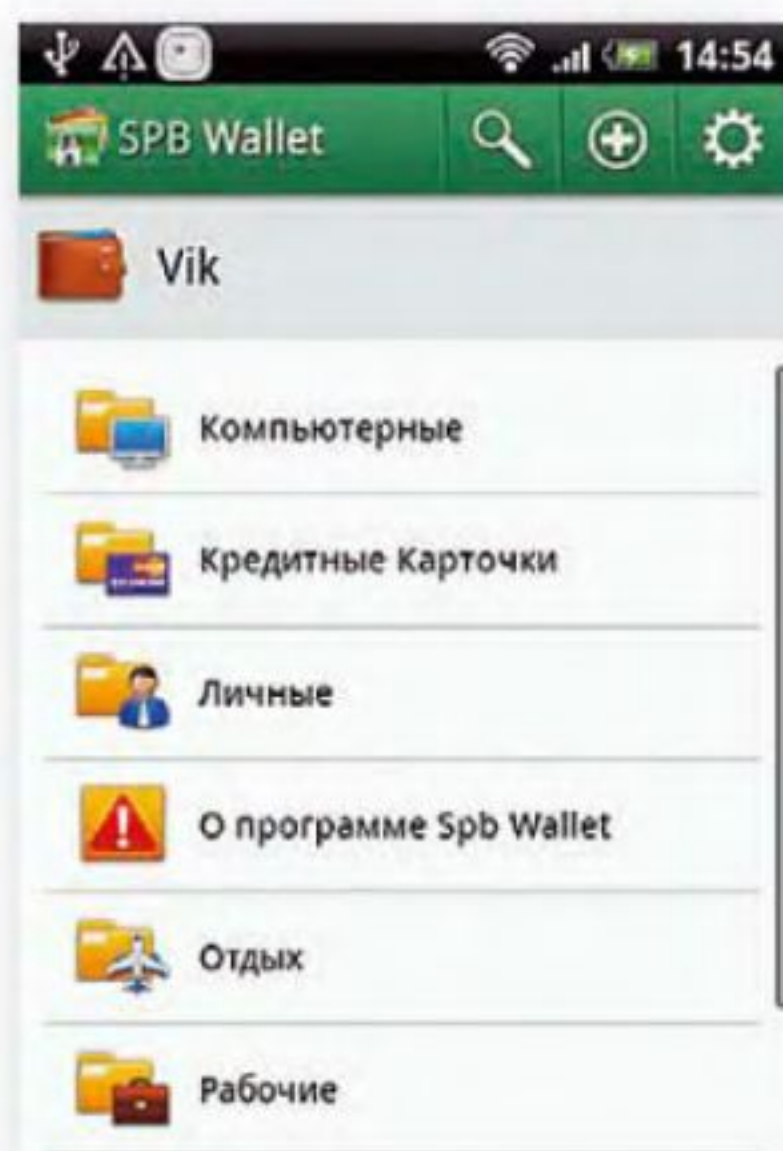 14:54
SPB Wallet
Vik
Компьютерные
Кредитные Карточки
Личные
О программе Spb Wallet
Отдых
Рабочие